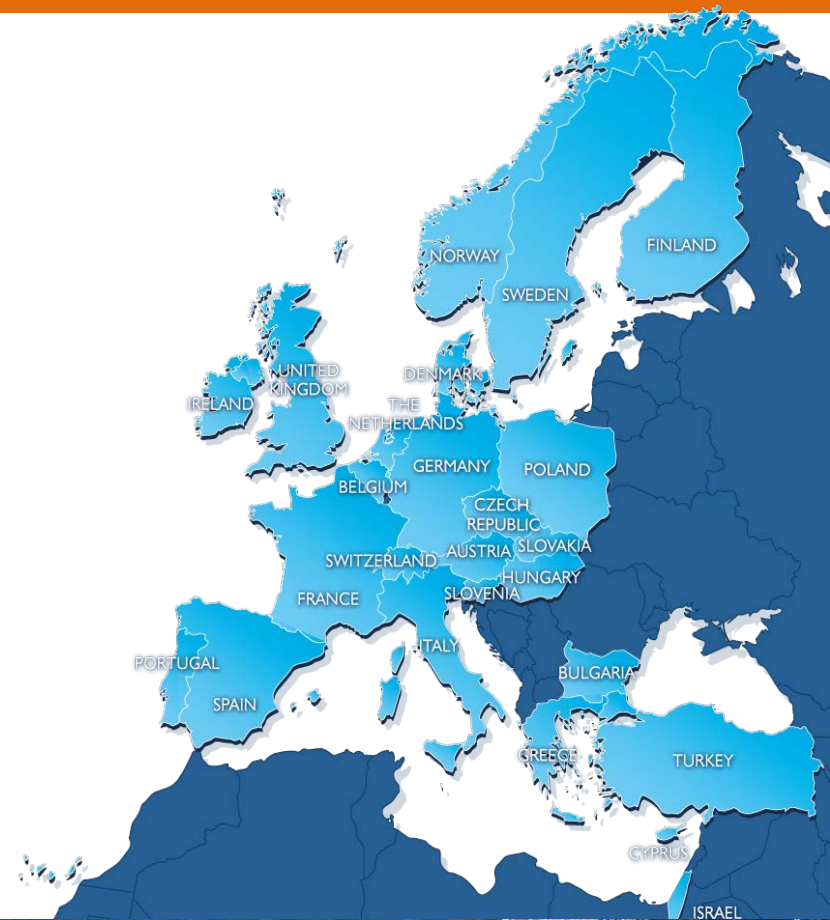 NORWAY
FINLAND
SWEDEN
UNITED
KINGDOM
DENMARK
IRELAND
THE
NETHERLANDS
GERMANY
POLAND
BELGIUM
CZECH
REPUBLIC
SWITZERLAND
AUSTRIA
SLOVAKIA
HUNGARY
SLOVENIA
FRANCE
ITALY
PORTUGAL
BULGARIA
SPAIN
GREECE
TURKEY
CYPRUS
ISRAEL